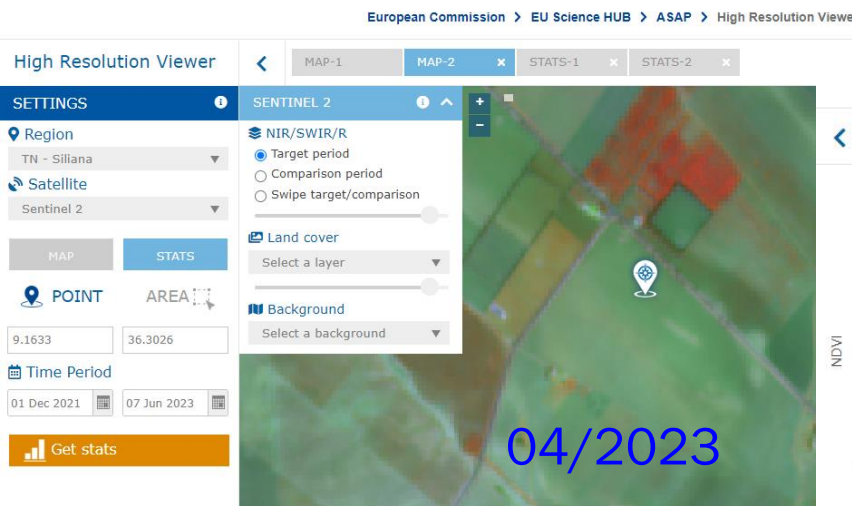 European Commission > EU Science HUB > ASAP > High Resolution Viewe
High Resolution Viewer
MAP-1
MAP-2 ×
STATS-1 ×
STATS-2 ×
SETTINGS
Region
TN - Siliana
Satellite
Sentinel 2
MAP
STATS
POINT
AREA
9.1633
36.3026
Time Period
01 Dec 2021
07 Jun 2023
Get stats
SENTINEL 2
NIR/SWIR/R
Target period
Comparison period
Swipe target/comparison
Land cover
Select a layer
Background
Select a background
+
-
04/2023
NDVI